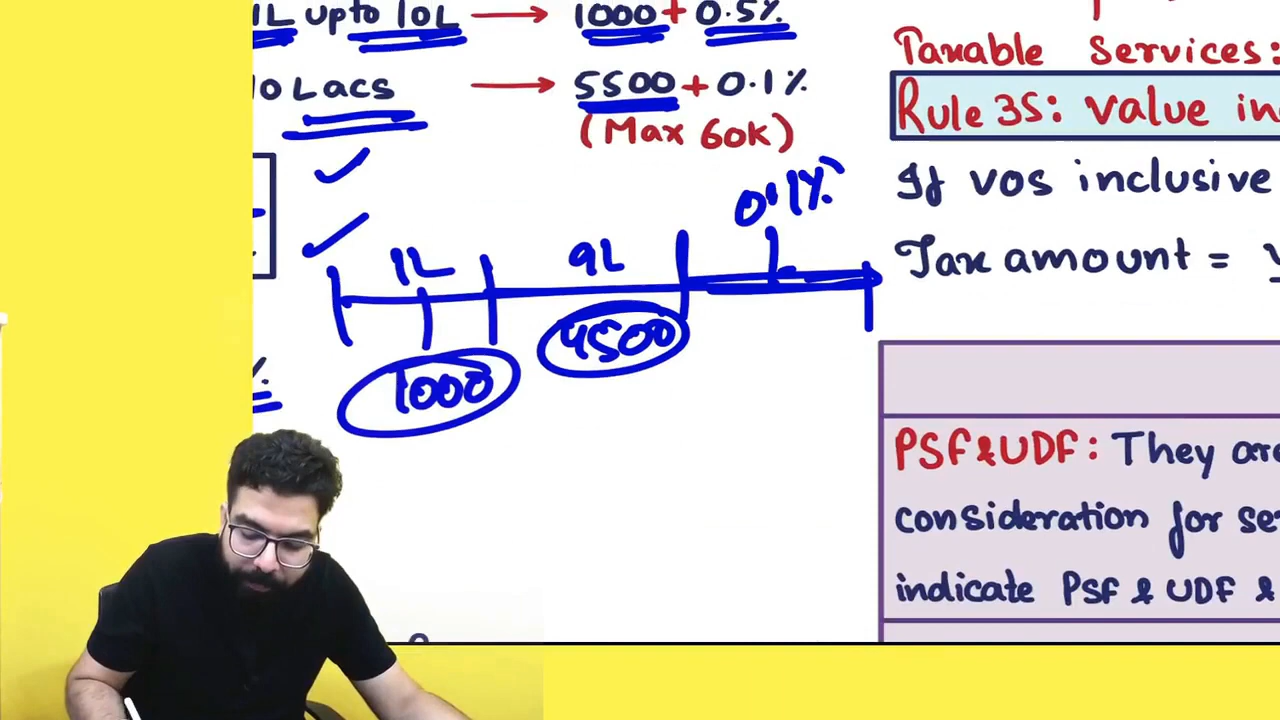 1L upto 10L → 1000 + 0.5%
10 Lacs → 5500 + 0.1%
(Max 60K)
0.1%
1L 9L
1000 4500
Taxable Services:
Rule 35: value in
If vos inclusive
Tax amount =
PSF & UDF: They are
consideration for se
indicate PSF & UDF &